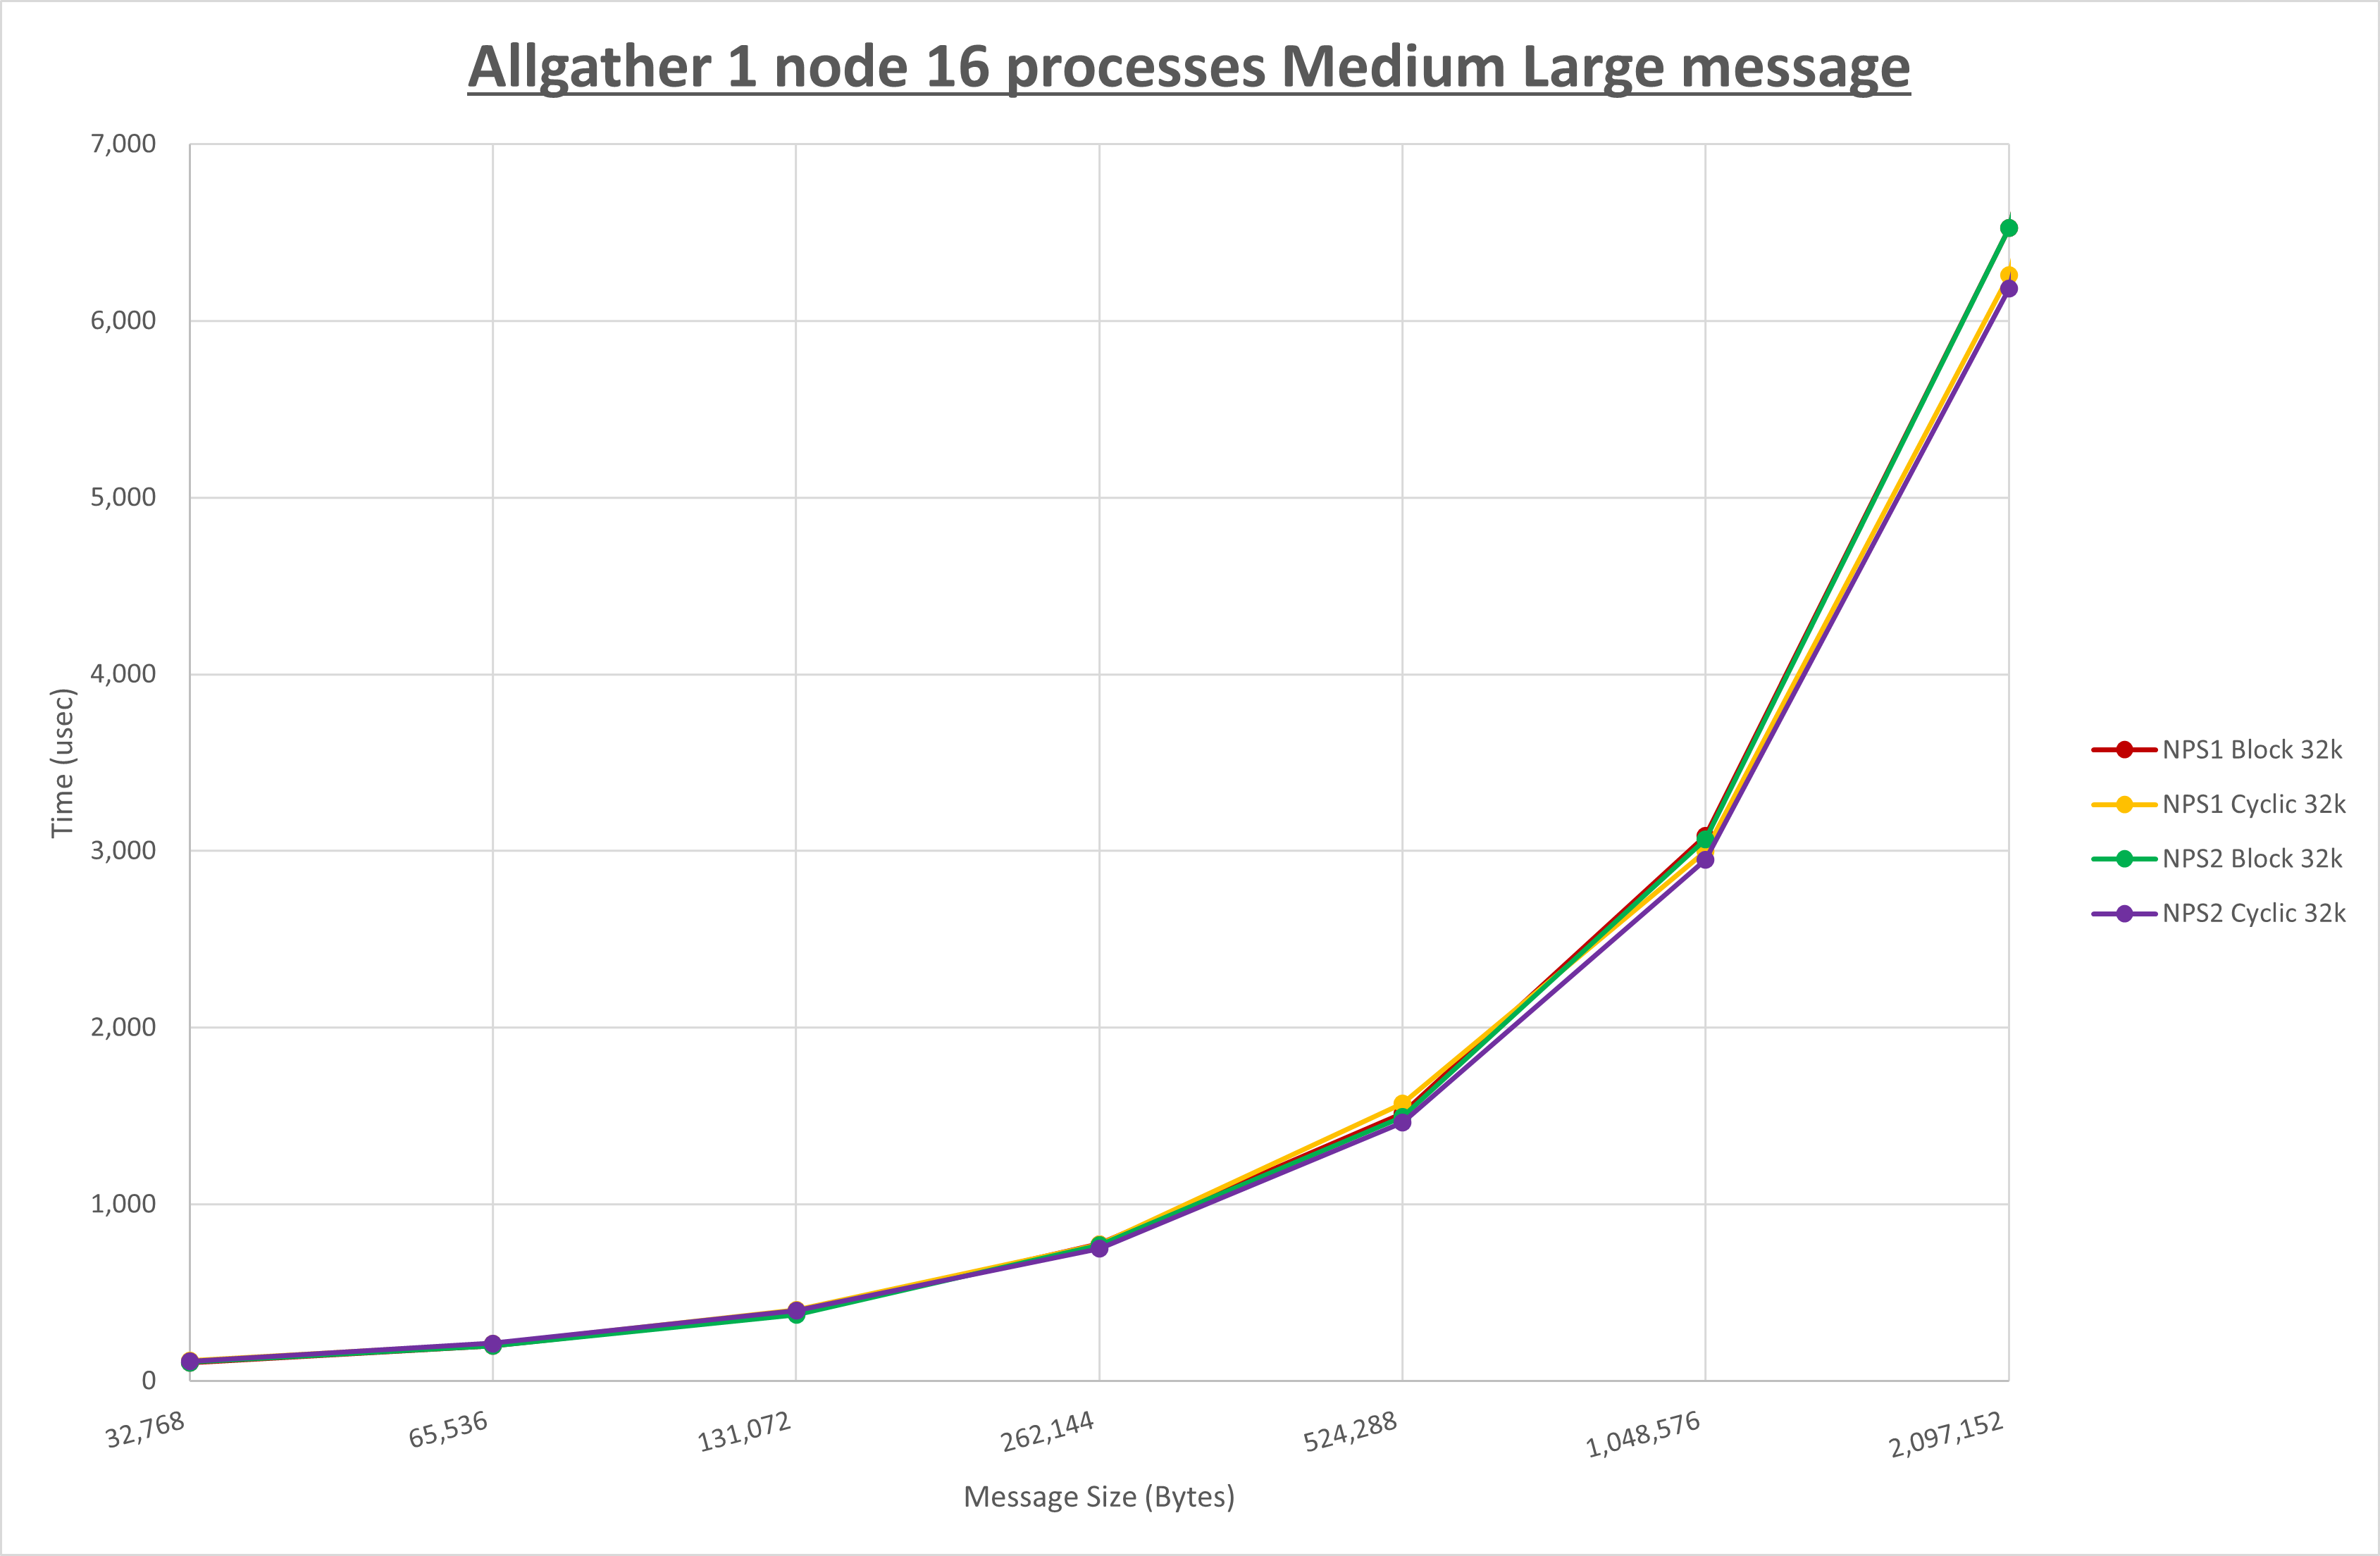 Allgather 1 node 16 processes Medium Large message
7,000
6,000
5,000
4,000
3,000
2,000
1,000
0
Time (usec)
32,768
65,536
131,072
262,144
524,288
1,048,576
2,097,152
Message Size (Bytes)
NPS1 Block 32k
NPS1 Cyclic 32k
NPS2 Block 32k
NPS2 Cyclic 32k